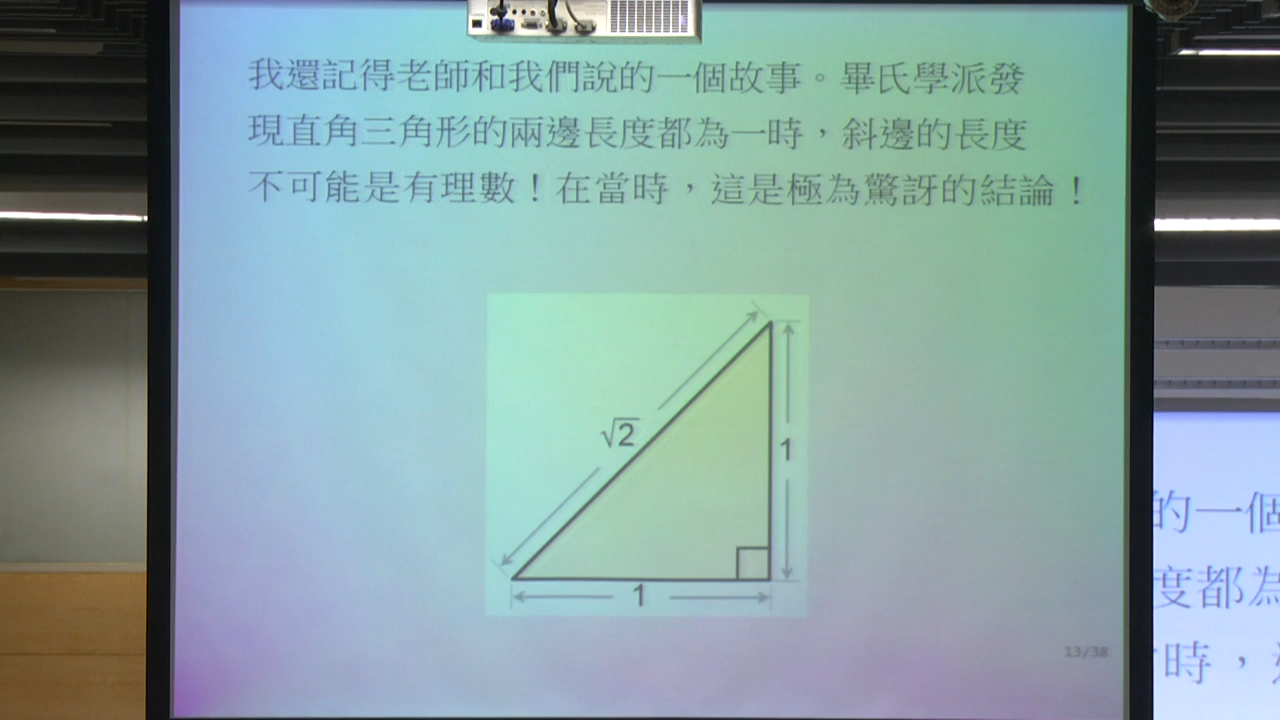 我還記得老師和我們說的一個故事。畢氏學派發
現直角三角形的兩邊長度都為一時，斜邊的長度
不可能是有理數！在當時，這是極為驚訝的結論！
√2
1
1
13/38
的一個
度都為
時，